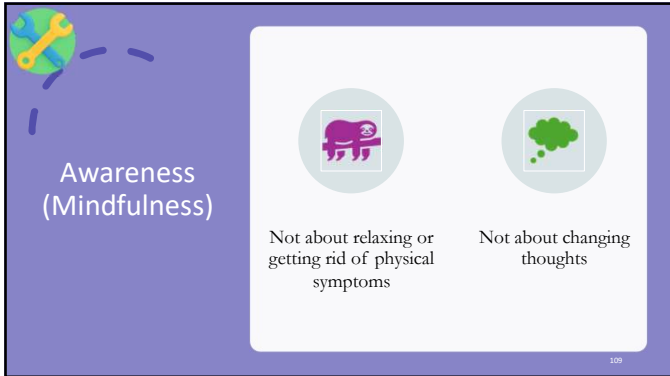 Awareness
(Mindfulness)
Not about relaxing or
getting rid of physical
symptoms
Not about changing
thoughts
109